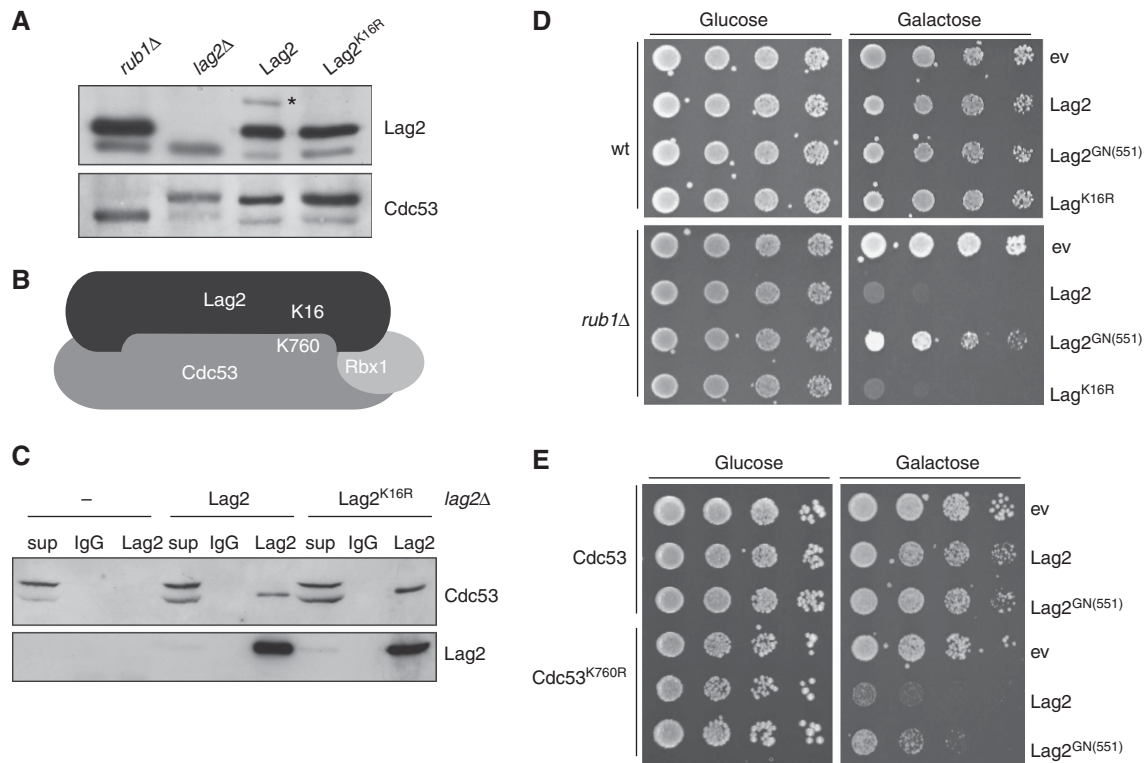 A
rub1Δ lag2Δ Lag2 Lag2K16R
*
Lag2
Cdc53
B
Lag2
K16
K760
Cdc53
Rbx1
C
– Lag2 Lag2K16R lag2Δ
sup IgG Lag2 sup IgG Lag2 sup IgG Lag2
Cdc53
Lag2
D
Glucose Galactose
wt
ev
Lag2
Lag2GN(551)
LagK16R
rub1Δ
ev
Lag2
Lag2GN(551)
LagK16R
E
Glucose Galactose
Cdc53
ev
Lag2
Lag2GN(551)
Cdc53K760R
ev
Lag2
Lag2GN(551)